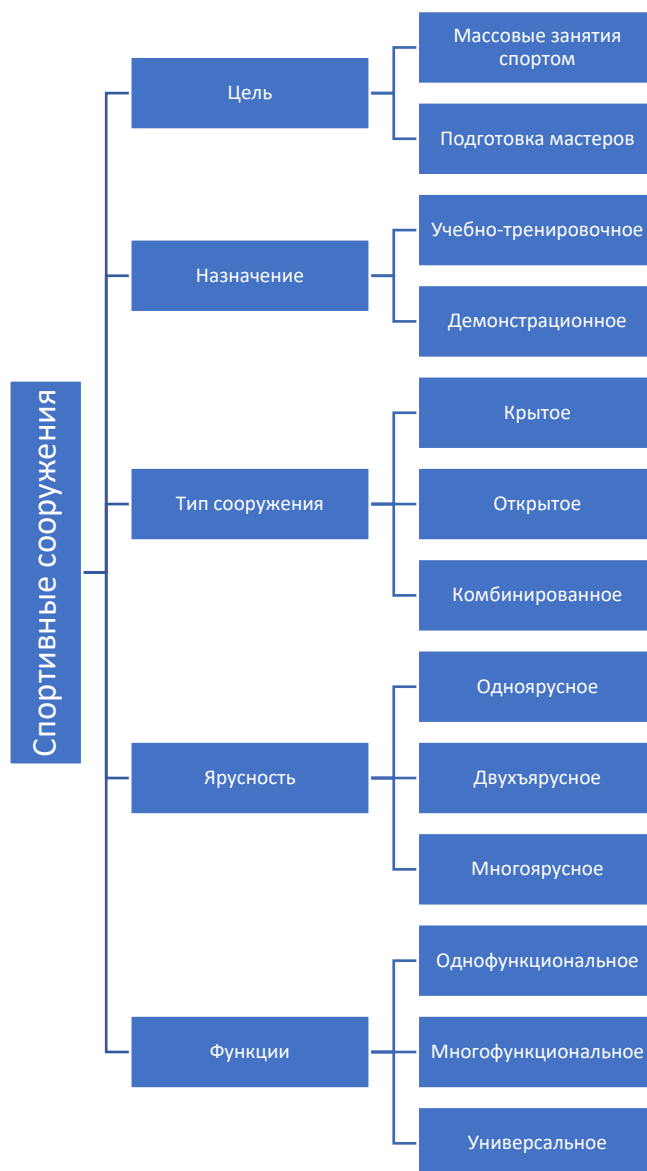 Спортивные сооружения
Цель
Массовые занятия
спортом
Подготовка мастеров
Назначение
Учебно-тренировочное
Демонстрационное
Тип сооружения
Крытое
Открытое
Комбинированное
Ярусность
Одноярусное
Двухъярусное
Многоярусное
Функции
Однофункциональное
Многофункциональное
Универсальное